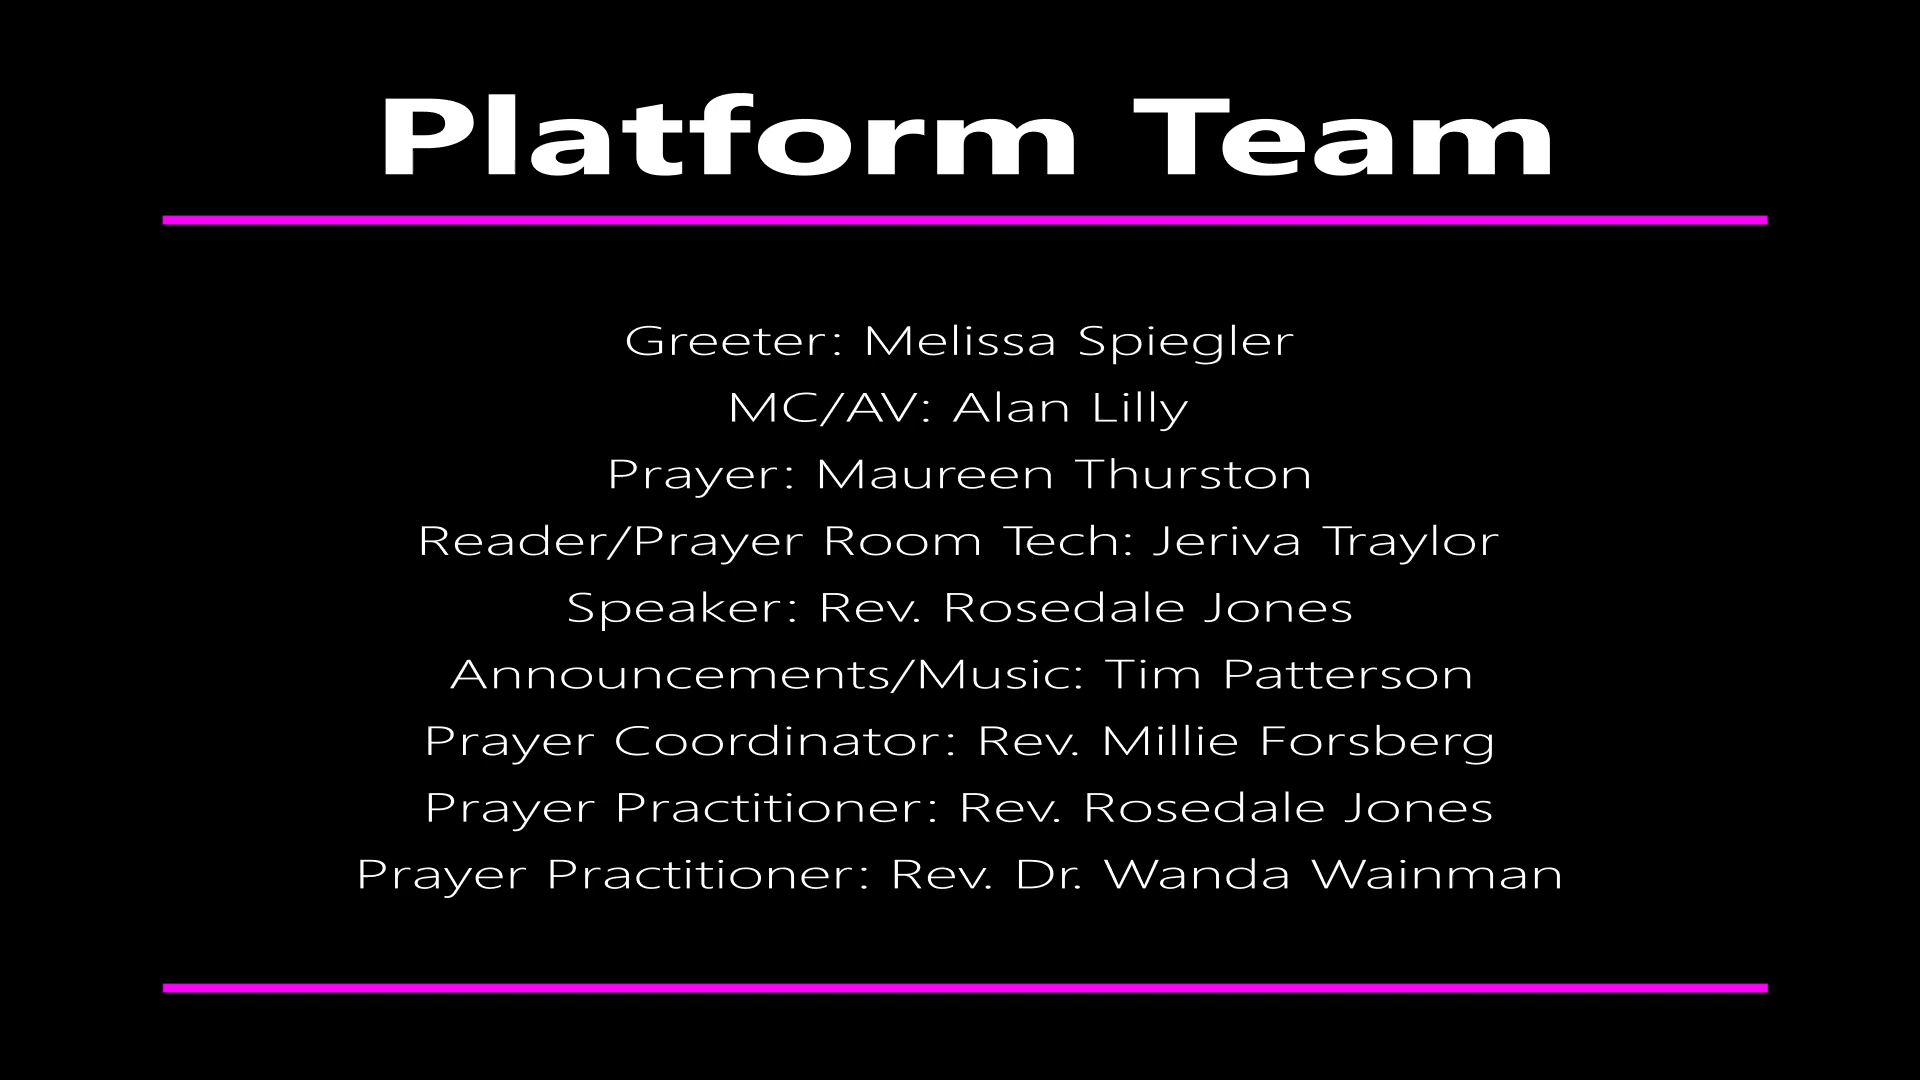 Platform Team
Greeter: Melissa Spiegler
MC/AV: Alan Lilly
Prayer: Maureen Thurston
Reader/Prayer Room Tech: Jeriva Traylor
Speaker: Rev. Rosedale Jones
Announcements/Music: Tim Patterson
Prayer Coordinator: Rev. Millie Forsberg
Prayer Practitioner: Rev. Rosedale Jones
Prayer Practitioner: Rev. Dr. Wanda Wainman